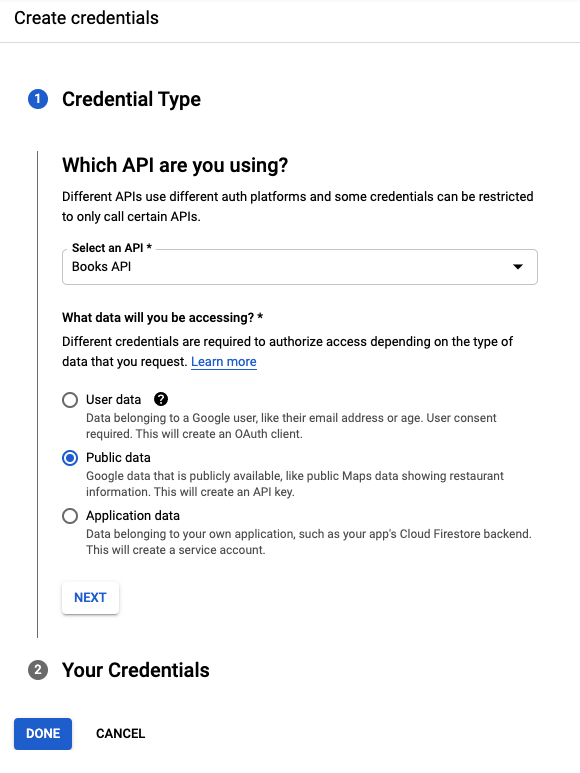 Create credentials
1 Credential Type
Which API are you using?
Different APIs use different auth platforms and some credentials can be restricted
to only call certain APIs.
Select an API *
Books API
What data will you be accessing? *
Different credentials are required to authorize access depending on the type of
data that you request. Learn more
User data ?
Data belonging to a Google user, like their email address or age. User consent
required. This will create an OAuth client.
Public data
Google data that is publicly available, like public Maps data showing restaurant
information. This will create an API key.
Application data
Data belonging to your own application, such as your app's Cloud Firestore backend.
This will create a service account.
NEXT
2 Your Credentials
DONE CANCEL